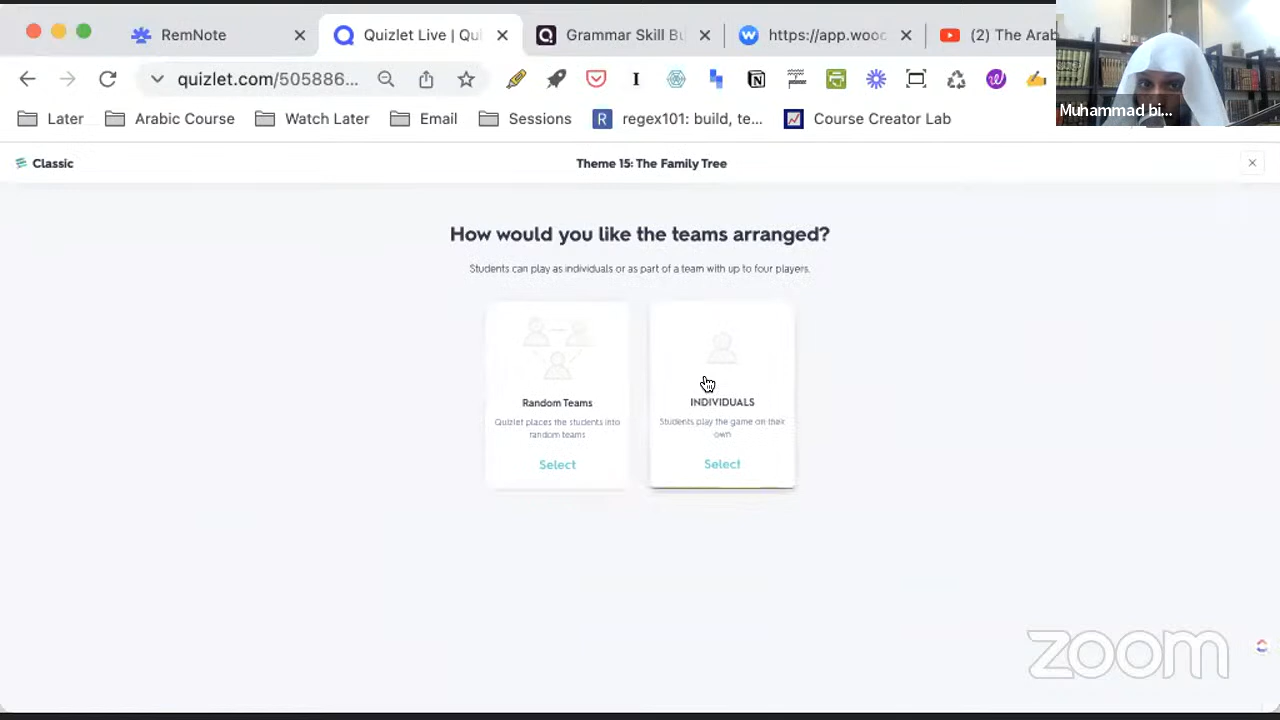 RemNote
Quizlet Live | Qui
Grammar Skill Bu
https://app.wooc
(2) The Arab
quizlet.com/505886...
Muhammad bi...
Later
Arabic Course
Watch Later
Email
Sessions
regex101: build, te...
Course Creator Lab
Classic
Theme 15: The Family Tree
How would you like the teams arranged?
Students can play as individuals or as part of a team with up to four players.
Random Teams
Quizlet places the students into
random teams
Select
INDIVIDUALS
Students play the game on their
own
Select
zoom